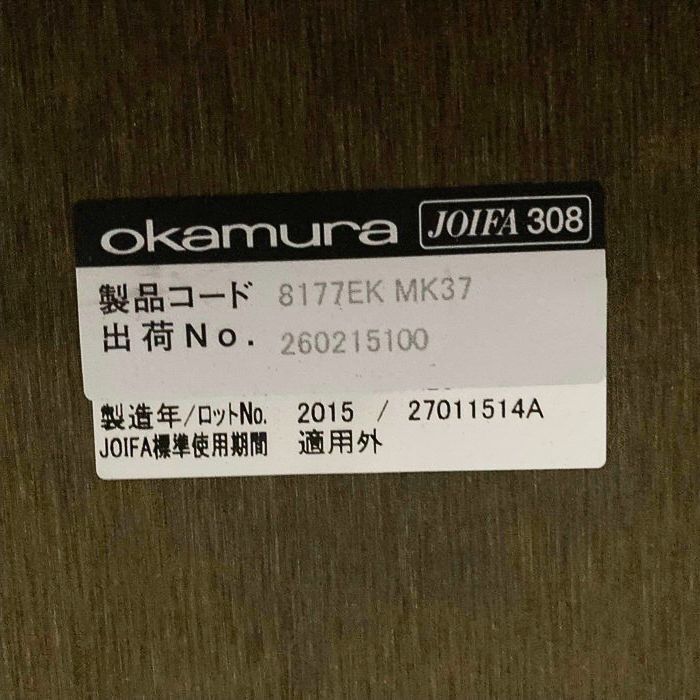 okamura JOIFA 308
製品コード 8177EK MK37
出荷No. 260215100
製造年/ロットNo. 2015 / 27011514A
JOIFA標準使用期間 適用外